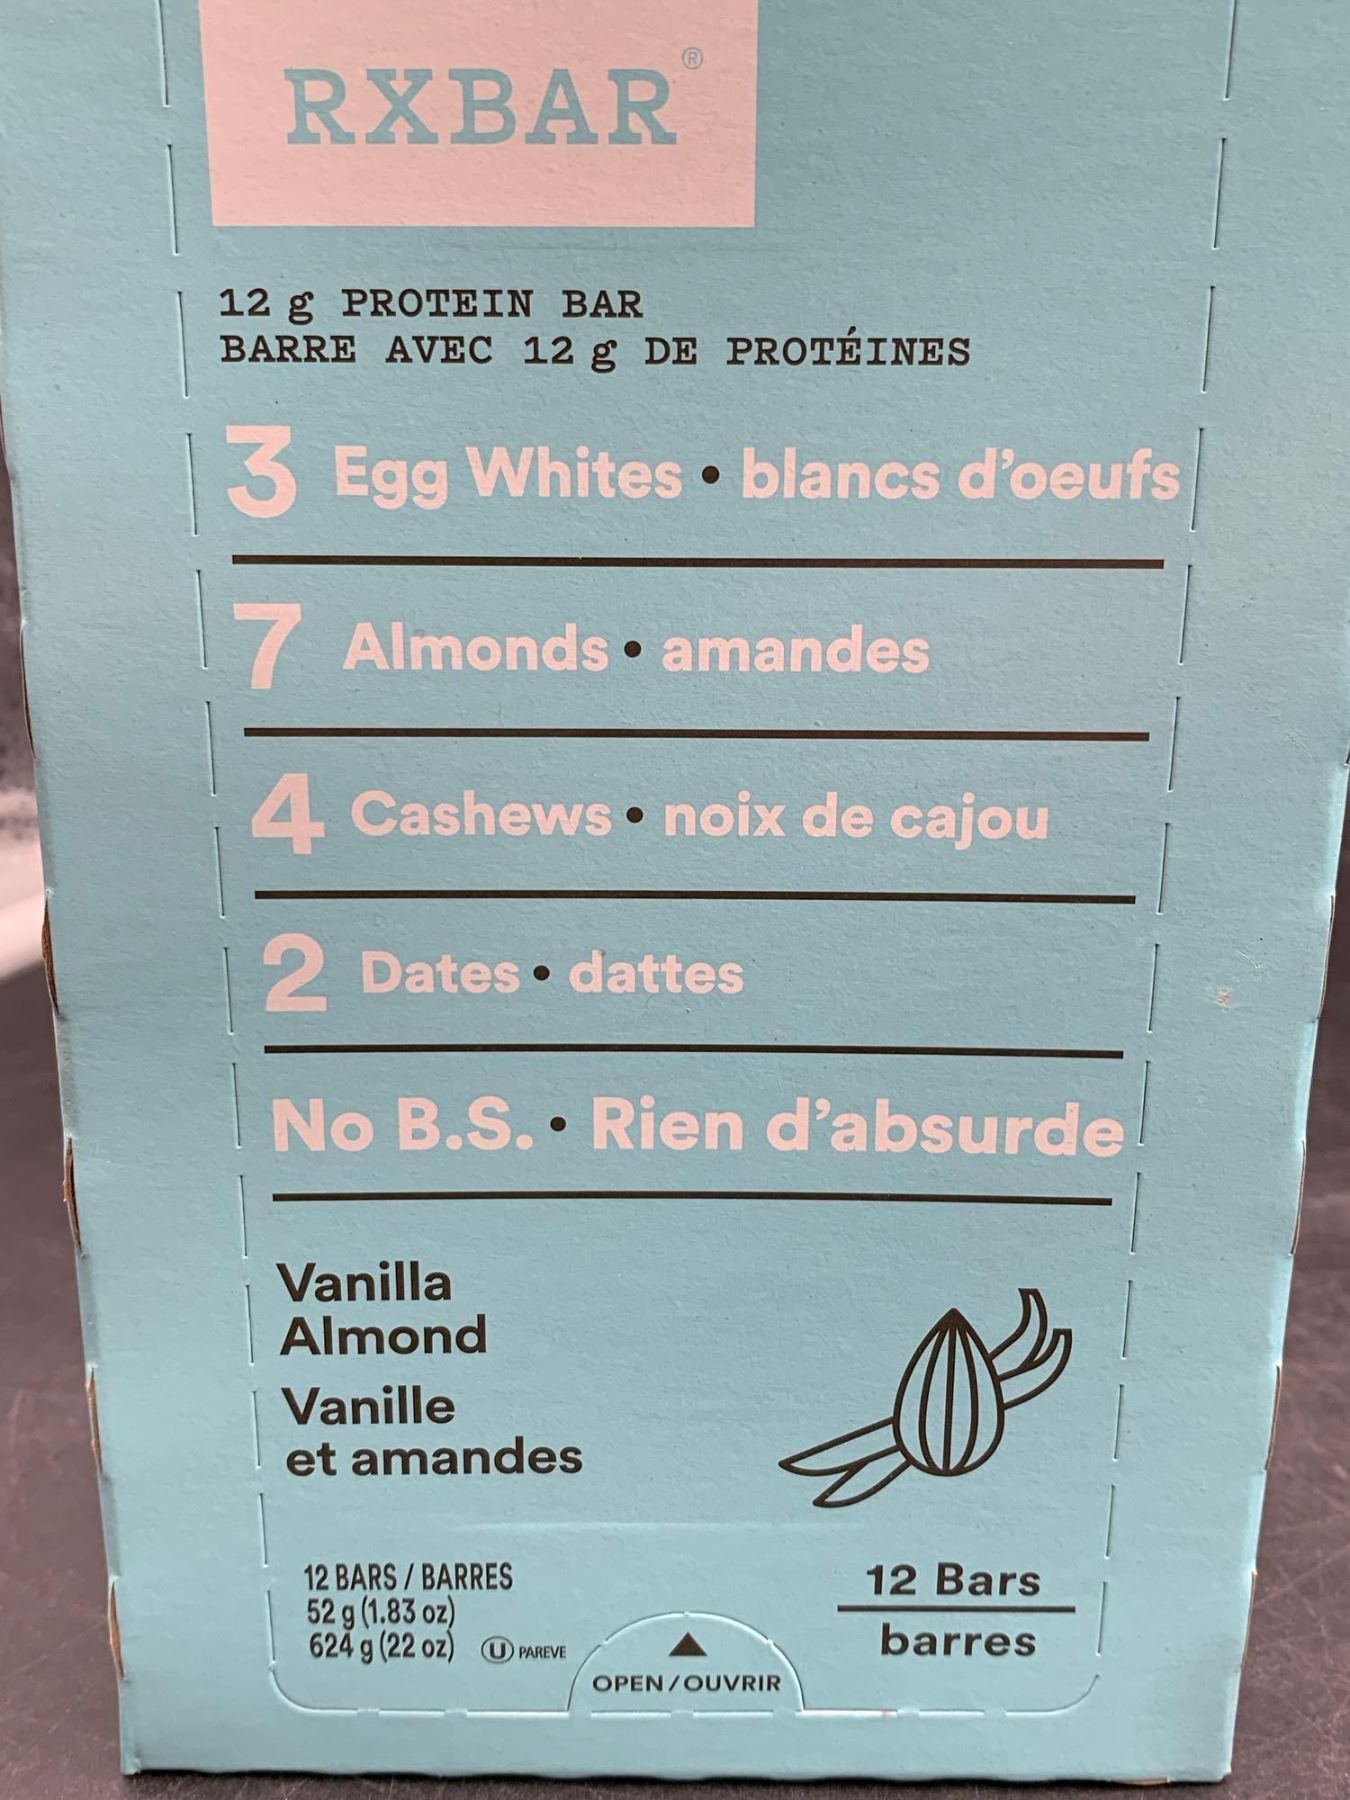 RXBAR®
12 g PROTEIN BAR
BARRE AVEC 12 g DE PROTÉINES
3 Egg Whites • blancs d'oeufs
7 Almonds • amandes
4 Cashews • noix de cajou
2 Dates • dattes
No B.S. • Rien d'absurde
Vanilla
Almond
Vanille
et amandes
12 BARS / BARRES
52 g (1.83 oz)
624 g (22 oz) U PAREVE
OPEN/OUVRIR
12 Bars
barres